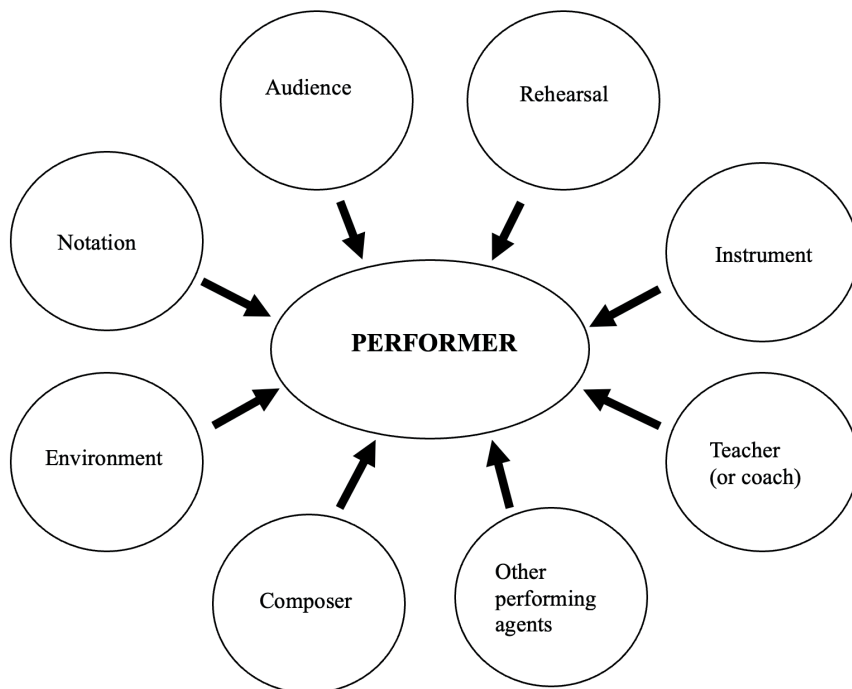 Audience
Rehearsal
Notation
Instrument
PERFORMER
Environment
Teacher
(or coach)
Composer
Other
performing
agents